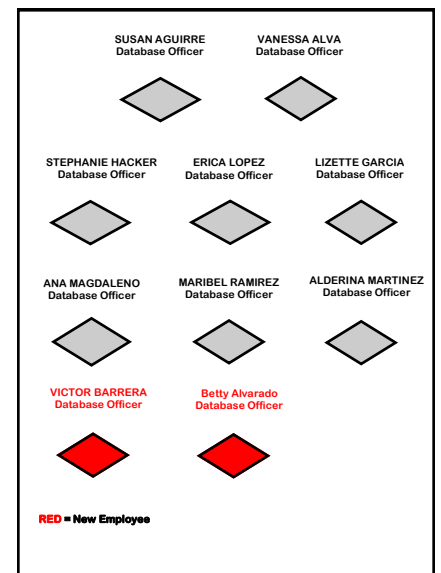 SUSAN AGUIRRE
Database Officer
VANESSA ALVA
Database Officer
STEPHANIE HACKER
Database Officer
ERICA LOPEZ
Database Officer
LIZETTE GARCIA
Database Officer
ANA MAGDALENO
Database Officer
MARIBEL RAMIREZ
Database Officer
ALDERINA MARTINEZ
Database Officer
VICTOR BARRERA
Database Officer
Betty Alvarado
Database Officer
RED = New Employee